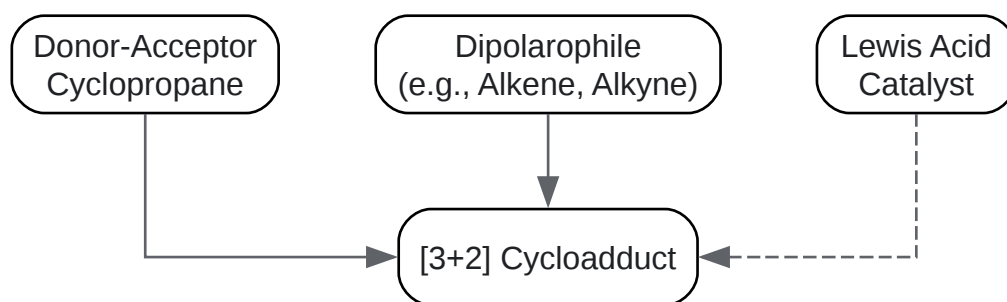 Donor-Acceptor
Cyclopropane
Dipolarophile
(e.g., Alkene, Alkyne)
Lewis Acid
Catalyst
[3+2] Cycloadduct